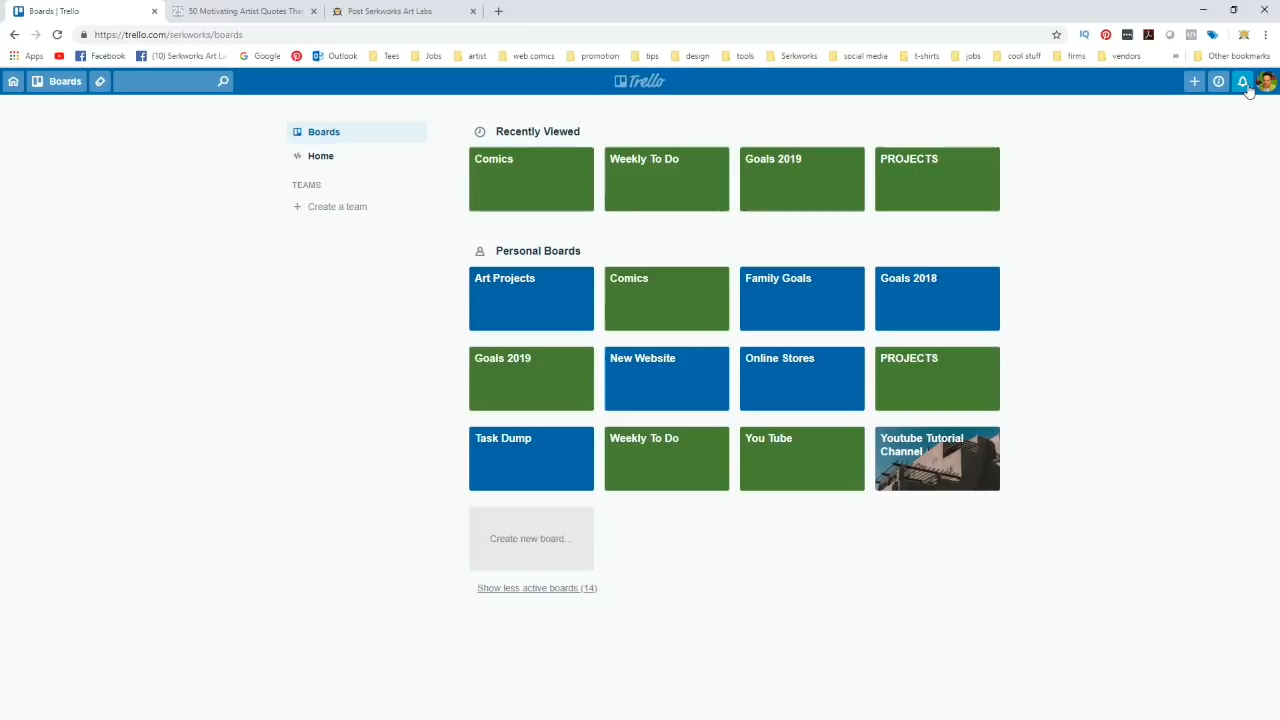 Boards | Trello
50 Motivating Artist Quotes That
Post Serkworks Art Labs
https://trello.com/serkworks/boards
Apps
Facebook
(10) Serkworks Art La
Google
Outlook
Tees
Jobs
artist
web comics
promotion
tips
design
tools
Serkworks
social media
t-shirts
jobs
cool stuff
firms
vendors
»
Other bookmarks
Boards
Trello
Boards
Home
TEAMS
+ Create a team
Recently Viewed
Comics
Weekly To Do
Goals 2019
PROJECTS
Personal Boards
Art Projects
Comics
Family Goals
Goals 2018
Goals 2019
New Website
Online Stores
PROJECTS
Task Dump
Weekly To Do
You Tube
Youtube Tutorial
Channel
Create new board...
Show less active boards (14)